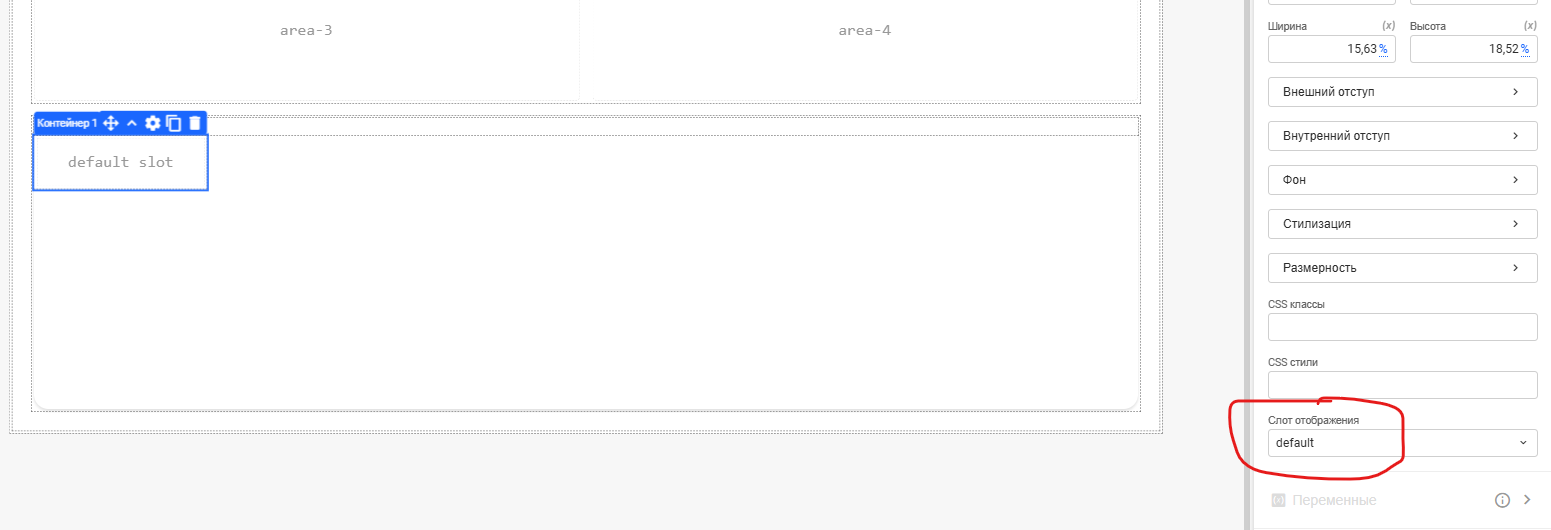 area-3
area-4
Контейнер 1
default slot
Ширина (x) Высота (x)
15,63 % 18,52 %
Внешний отступ
Внутренний отступ
Фон
Стилизация
Размерность
CSS классы
CSS стили
Слот отображения
default
Переменные